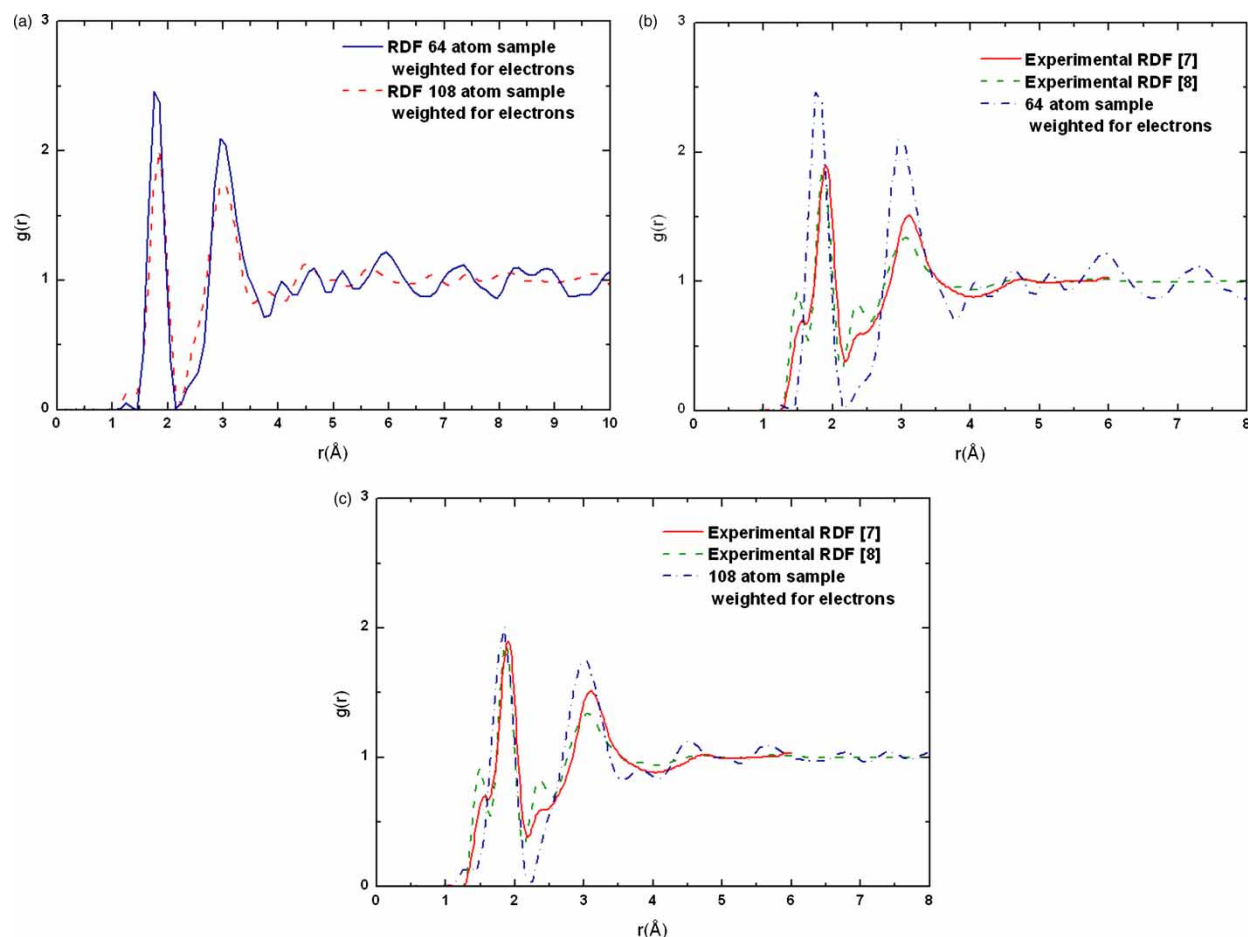 (a)
3
RDF 64 atom sample
weighted for electrons
RDF 108 atom sample
weighted for electrons
2
g(r)
1
0
0 1 2 3 4 5 6 7 8 9 10
r(Å)
(b)
3
Experimental RDF [7]
Experimental RDF [8]
64 atom sample
weighted for electrons
2
g(r)
1
0
0 1 2 3 4 5 6 7 8
r(Å)
(c)
3
Experimental RDF [7]
Experimental RDF [8]
108 atom sample
weighted for electrons
2
g(r)
1
0
0 1 2 3 4 5 6 7 8
r(Å)